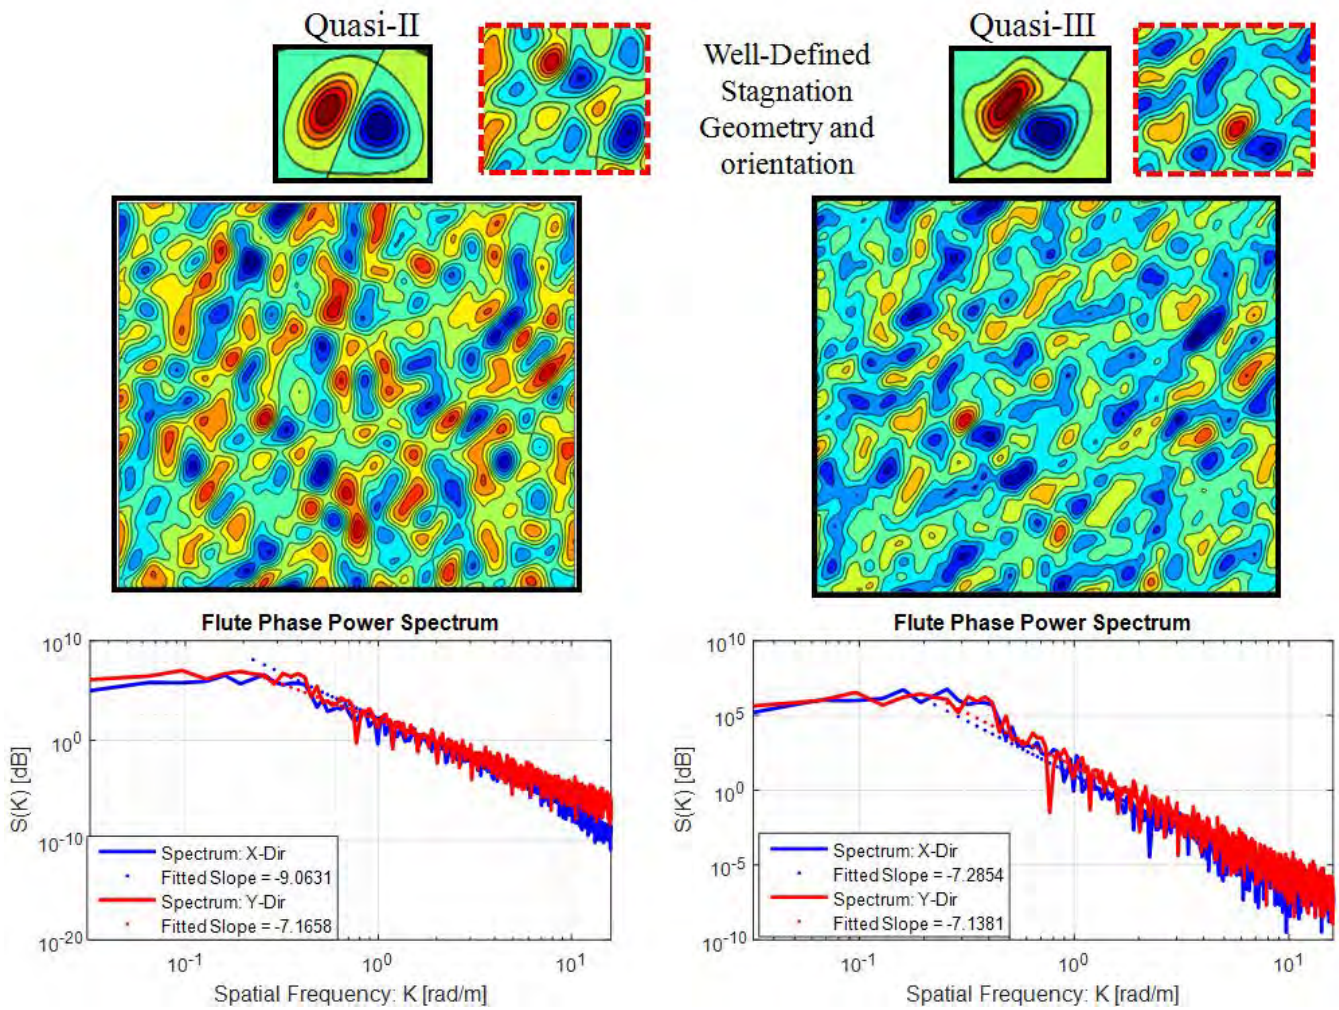 Quasi-II
Well-Defined
Stagnation
Geometry and
orientation
Quasi-III
Flute Phase Power Spectrum
10^10
10^0
10^-10
10^-20
S(K) [dB]
Spectrum: X-Dir
Fitted Slope = -9.0631
Spectrum: Y-Dir
Fitted Slope = -7.1658
10^-1
10^0
10^1
Spatial Frequency: K [rad/m]
Flute Phase Power Spectrum
10^10
10^5
10^0
10^-5
10^-10
S(K) [dB]
Spectrum: X-Dir
Fitted Slope = -7.2854
Spectrum: Y-Dir
Fitted Slope = -7.1381
10^-1
10^0
10^1
Spatial Frequency: K [rad/m]